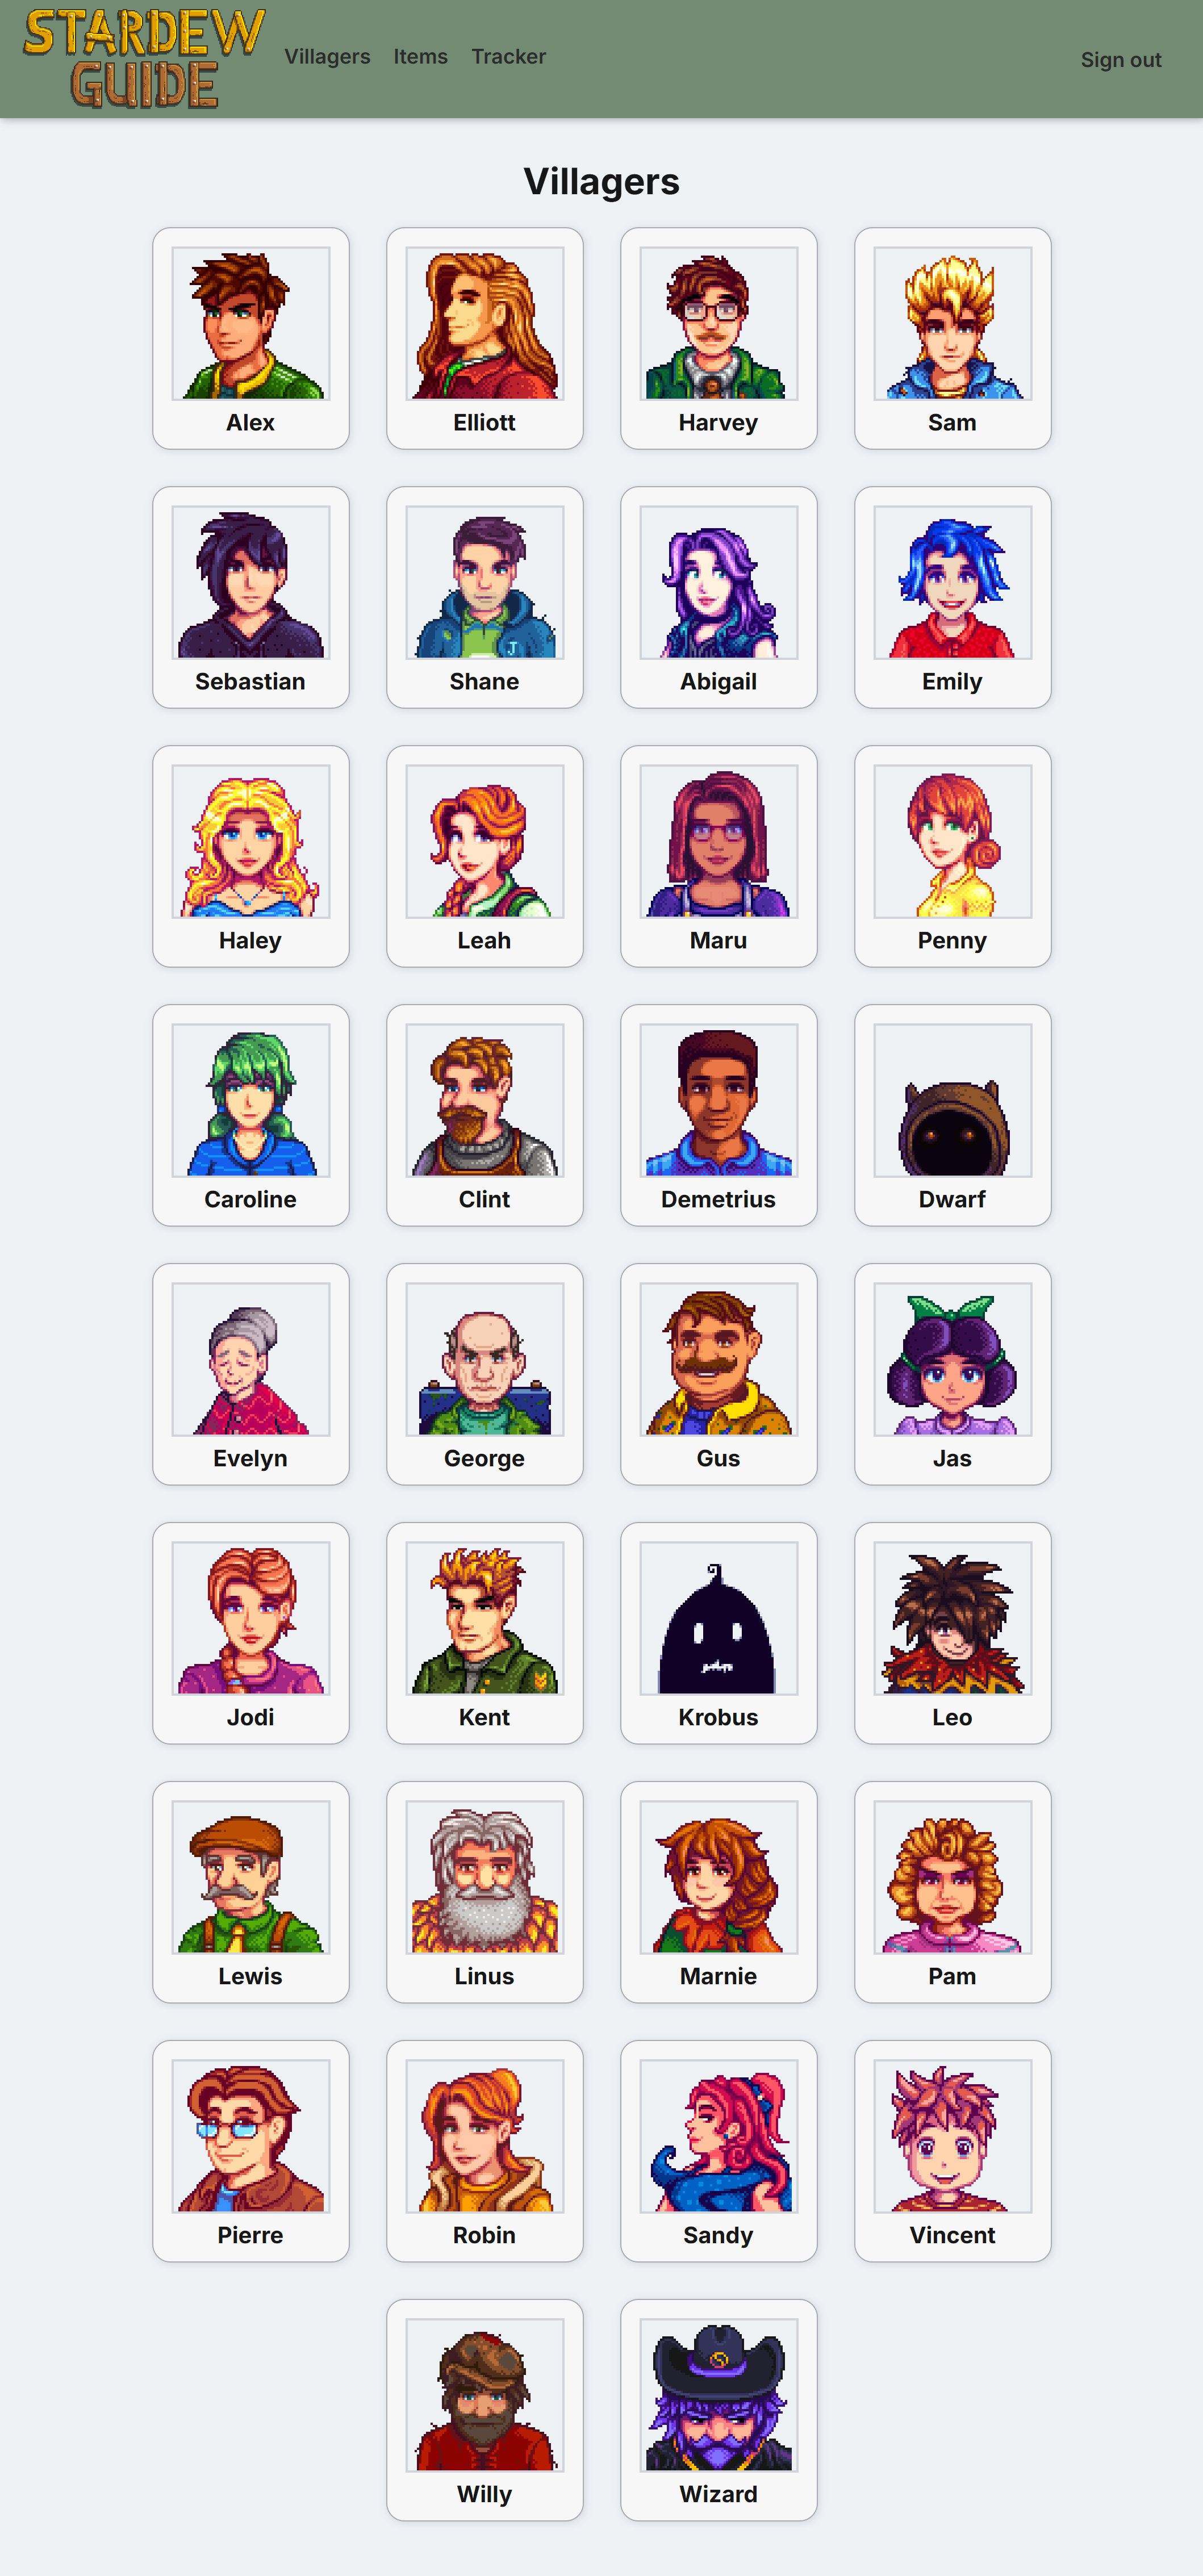 STARDEW
GUIDE
Villagers Items Tracker
Sign out
Villagers
Alex Elliott Harvey Sam
J
Sebastian Shane Abigail Emily
Haley Leah Maru Penny
Caroline Clint Demetrius Dwarf
Evelyn George Gus Jas
Jodi Kent Krobus Leo
Lewis Linus Marnie Pam
Pierre Robin Sandy Vincent
Willy Wizard